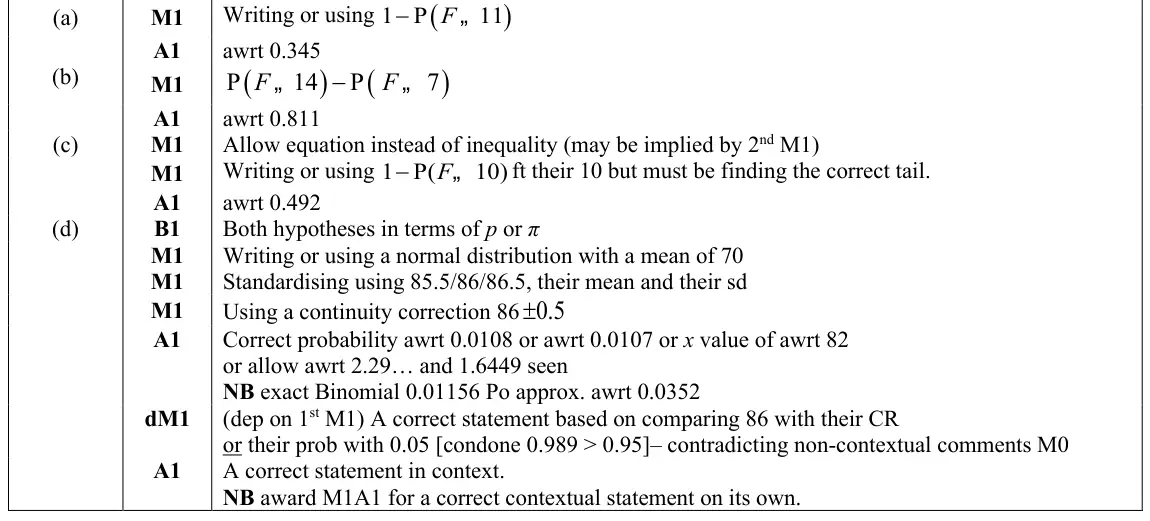 (a) M1 Writing or using 1 – P(F „ 11)
A1 awrt 0.345
(b) M1 P(F „ 14) – P(F „ 7)
A1 awrt 0.811
(c) M1 Allow equation instead of inequality (may be implied by 2nd M1)
M1 Writing or using 1 – P(F „ 10) ft their 10 but must be finding the correct tail.
A1 awrt 0.492
(d) B1 Both hypotheses in terms of p or π
M1 Writing or using a normal distribution with a mean of 70
M1 Standardising using 85.5/86/86.5, their mean and their sd
M1 Using a continuity correction 86 ±0.5
A1 Correct probability awrt 0.0108 or awrt 0.0107 or x value of awrt 82
or allow awrt 2.29… and 1.6449 seen
NB exact Binomial 0.01156 Po approx. awrt 0.0352
dM1 (dep on 1st M1) A correct statement based on comparing 86 with their CR
or their prob with 0.05 [condone 0.989 > 0.95]– contradicting non-contextual comments M0
A1 A correct statement in context.
NB award M1A1 for a correct contextual statement on its own.